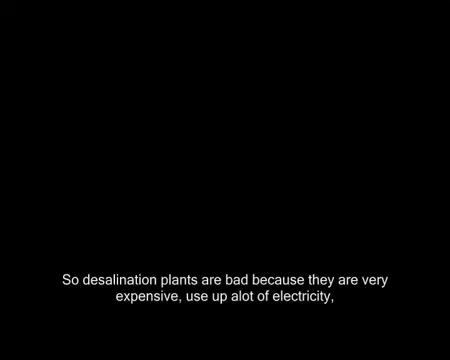 So desalination plants are bad because they are very
expensive, use up alot of electricity,